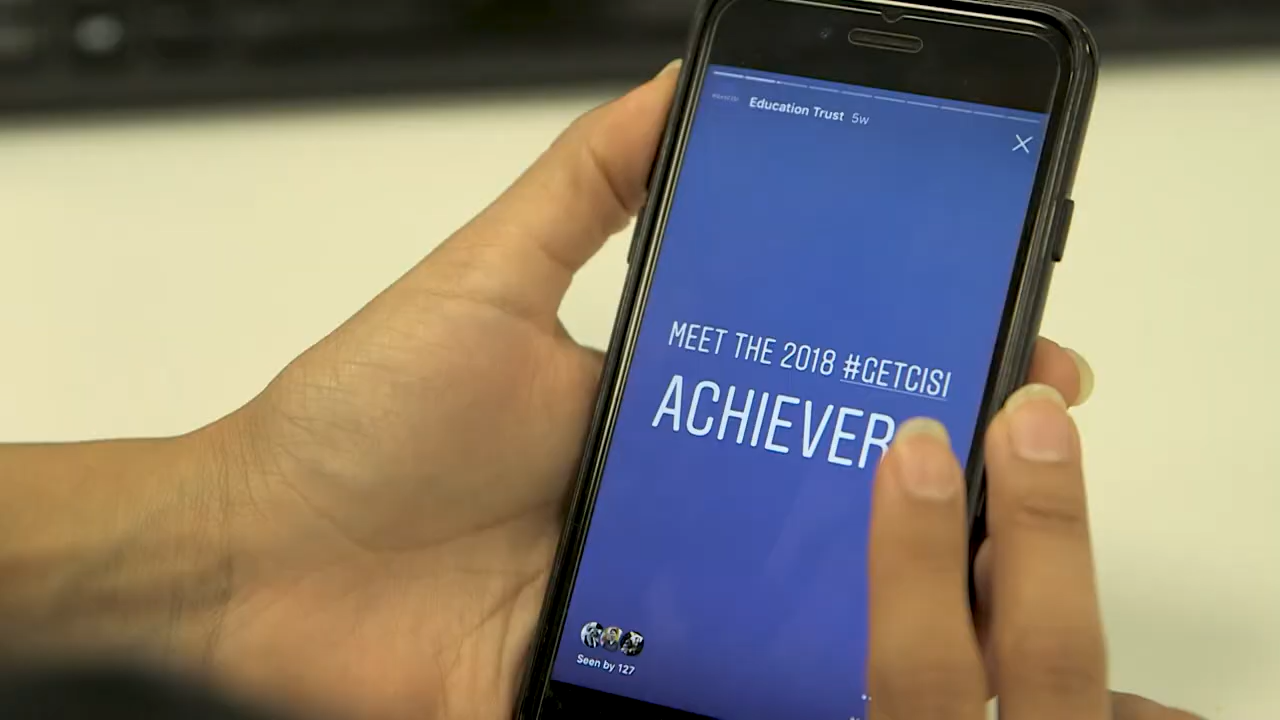 Education Trust 5w
MEET THE 2018 #GETCISI
ACHIEVER
Seen by 127